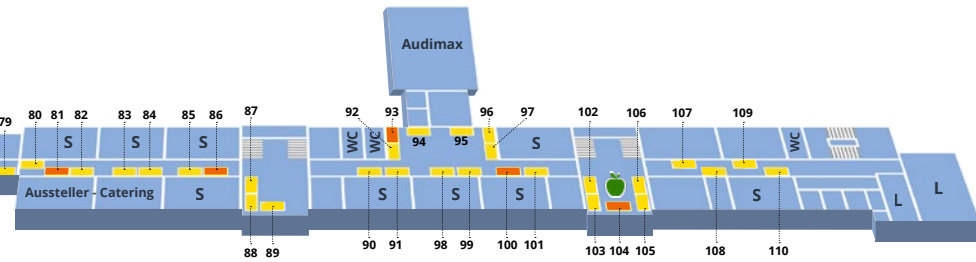 Audimax
79 80 81 82 83 84 85 86 87 92 93 96 97 102 106 107 109
94 95
S S S WC WC S WC
Aussteller - Catering S S S S S L L
88 89 90 91 98 99 100 101 103 104 105 108 110